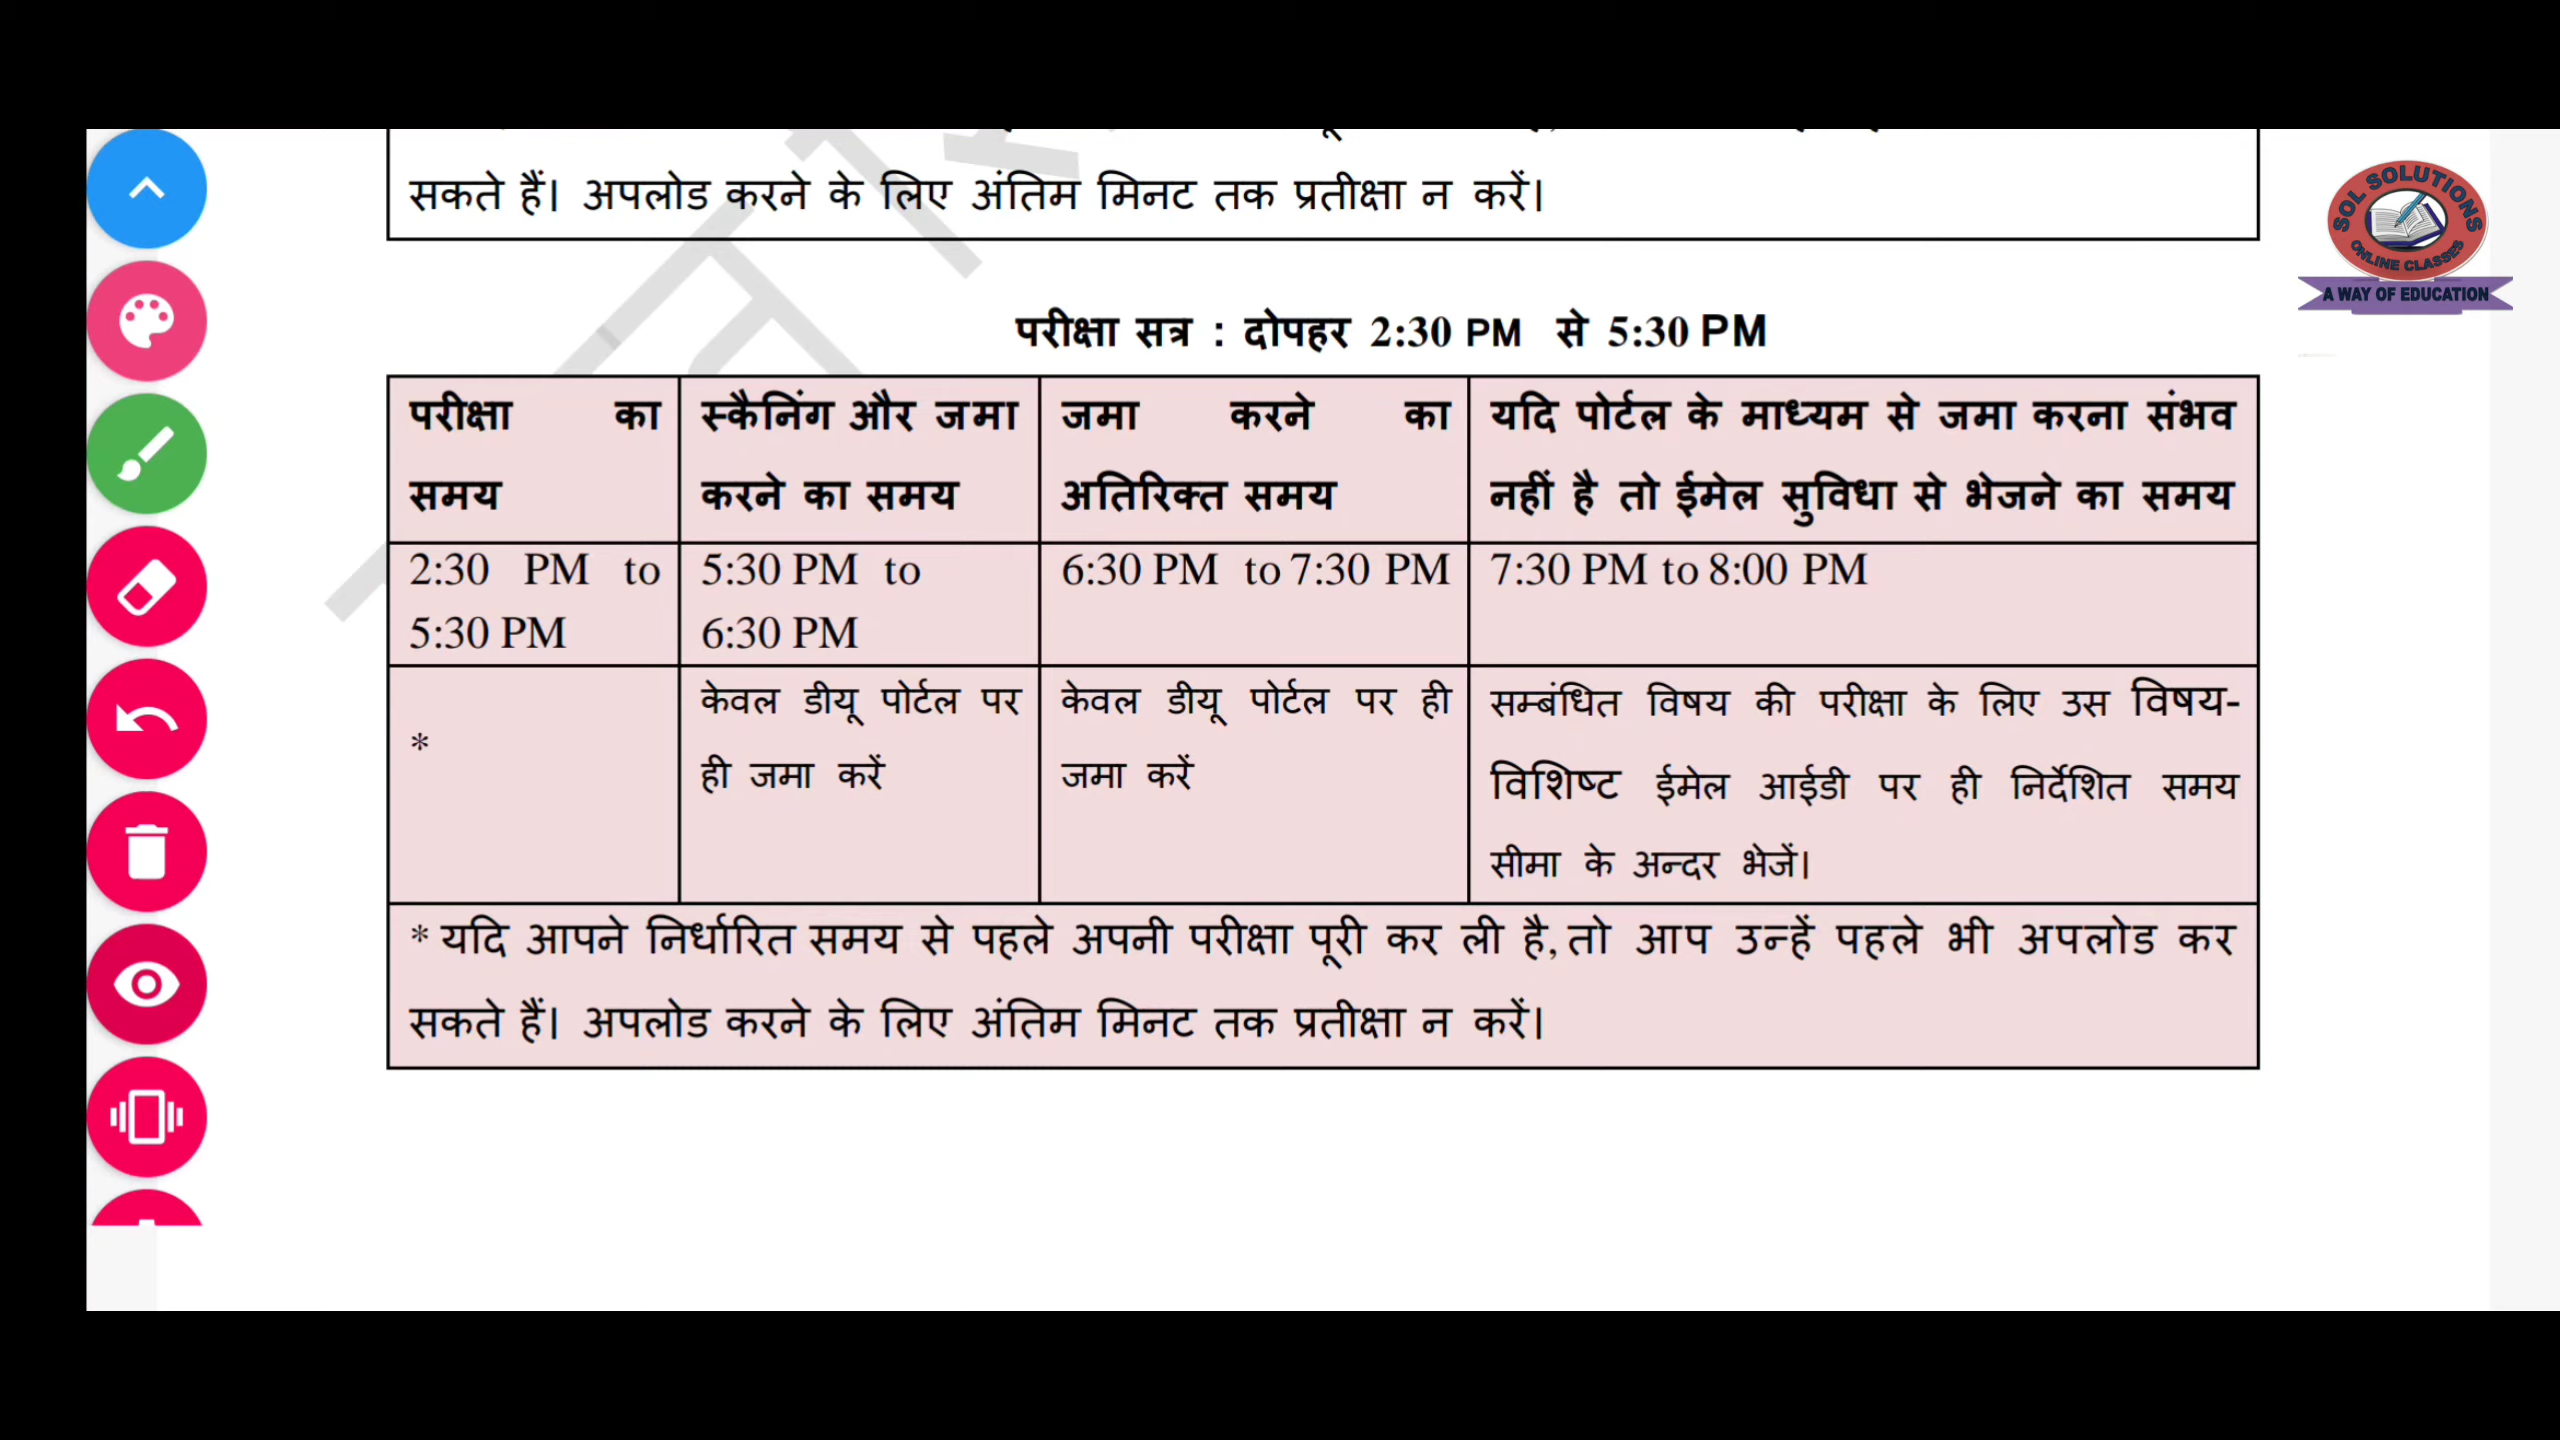 सकते हैं। अपलोड करने के लिए अंतिम मिनट तक प्रतीक्षा न करें।
SOL SOLUTIONS
ONLINE CLASSES
A WAY OF EDUCATION
परीक्षा सत्र : दोपहर 2:30 PM से 5:30 PM
परीक्षा का
समय
स्कैनिंग और जमा
करने का समय
जमा करने का
अतिरिक्त समय
यदि पोर्टल के माध्यम से जमा करना संभव
नहीं है तो ईमेल सुविधा से भेजने का समय
2:30 PM to
5:30 PM
5:30 PM to
6:30 PM
6:30 PM to 7:30 PM
7:30 PM to 8:00 PM
*
केवल डीयू पोर्टल पर
ही जमा करें
केवल डीयू पोर्टल पर ही
जमा करें
सम्बंधित विषय की परीक्षा के लिए उस विषय-
विशिष्ट ईमेल आईडी पर ही निर्देशित समय
सीमा के अन्दर भेजें।
* यदि आपने निर्धारित समय से पहले अपनी परीक्षा पूरी कर ली है, तो आप उन्हें पहले भी अपलोड कर
सकते हैं। अपलोड करने के लिए अंतिम मिनट तक प्रतीक्षा न करें।